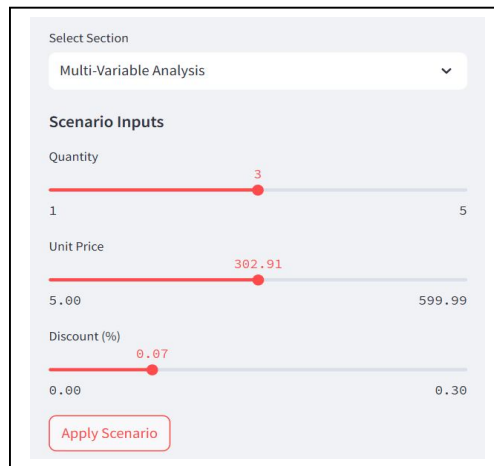 Select Section
Multi-Variable Analysis
Scenario Inputs
Quantity
3
1 5
Unit Price
302.91
5.00 599.99
Discount (%)
0.07
0.00 0.30
Apply Scenario